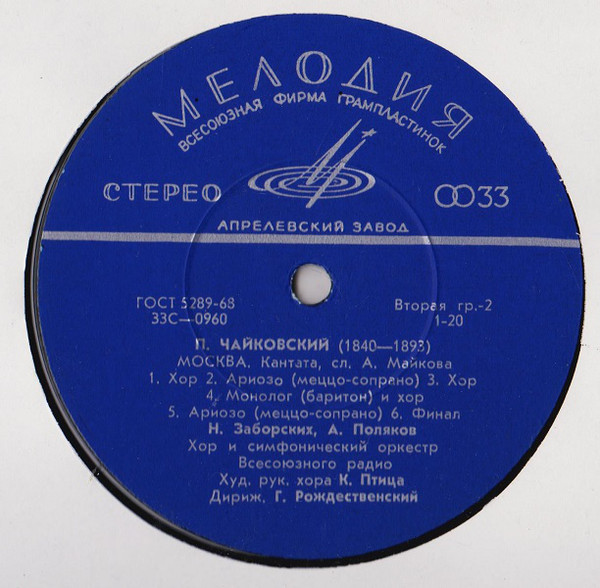 МЕЛОДИЯ
ВСЕСОЮЗНАЯ ФИРМА ГРАМПЛАСТИНОК
СТЕРЕО 33
АПРЕЛЕВСКИЙ ЗАВОД
ГОСТ 5289-68 Вторая гр.-2
33С—0960 1-20
П. ЧАЙКОВСКИЙ (1840—1893)
МОСКВА. Кантата, сл. А. Майкова
1. Хор 2. Ариозо (меццо-сопрано) 3. Хор
4. Монолог (баритон) и хор
5. Ариозо (меццо-сопрано) 6. Финал
Н. Заборских, А. Поляков
Хор и симфонический оркестр
Всесоюзного радио
Худ. рук. хора К. Птица
Дириж. Г. Рождественский